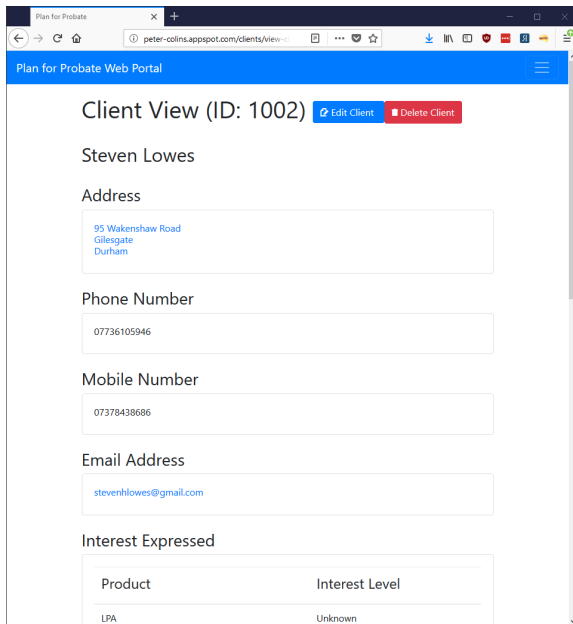 Plan for Probate
peter-colins.appspot.com/clients/view-c
Plan for Probate Web Portal
Client View (ID: 1002)
Edit Client
Delete Client
Steven Lowes
Address
95 Wakenshaw Road
Gilesgate
Durham
Phone Number
07736105946
Mobile Number
07378438686
Email Address
stevenhlowes@gmail.com
Interest Expressed
Product Interest Level
LPA Unknown